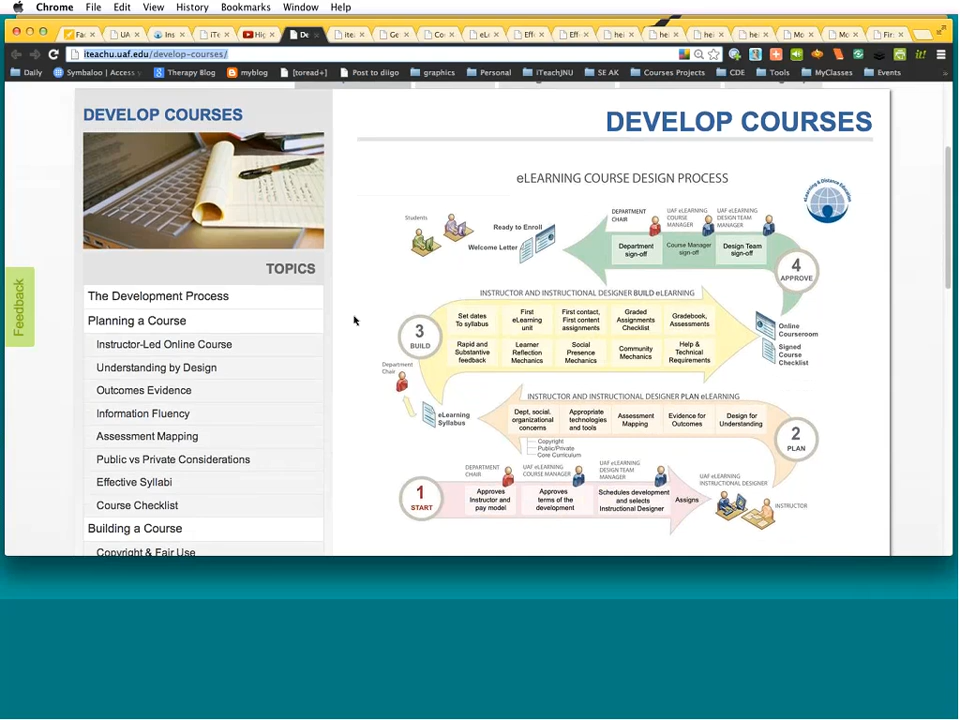 Chrome File Edit View History Bookmarks Window Help
iteachu.uaf.edu/develop-courses/
Daily Symbaloo | Access Therapy Blog myblog [toread+] Post to diigo graphics Personal iTeachJNU SE AK Courses Projects CDE Tools MyClasses Events
Feedback
DEVELOP COURSES
TOPICS
The Development Process
Planning a Course
Instructor-Led Online Course
Understanding by Design
Outcomes Evidence
Information Fluency
Assessment Mapping
Public vs Private Considerations
Effective Syllabi
Course Checklist
Building a Course
Copyright & Fair Use
DEVELOP COURSES
eLEARNING COURSE DESIGN PROCESS
eLearning & Distance Education
Students
Ready to Enroll
Welcome Letter
DEPARTMENT
CHAIR
UAF eLEARNING
COURSE
MANAGER
UAF eLEARNING
DESIGN TEAM
MANAGER
Department
sign-off
Course Manager
sign-off
Design Team
sign-off
4
APPROVE
INSTRUCTOR AND INSTRUCTIONAL DESIGNER BUILD eLEARNING
3
BUILD
Set dates
To syllabus
First
eLearning
unit
First contact,
First content
assignments
Graded
Assignments
Checklist
Gradebook,
Assessments
Rapid and
Substantive
feedback
Learner
Reflection
Mechanics
Social
Presence
Mechanics
Community
Mechanics
Help &
Technical
Requirements
Online
Courseroom
Signed
Course
Checklist
Department
Chair
eLearning
Syllabus
INSTRUCTOR AND INSTRUCTIONAL DESIGNER PLAN eLEARNING
Dept, social,
organizational
concerns
Appropriate
technologies
and tools
Assessment
Mapping
Evidence for
Outcomes
Design for
Understanding
Copyright
Public/Private
Core Curriculum
2
PLAN
1
START
DEPARTMENT
CHAIR
UAF eLEARNING
COURSE MANAGER
UAF eLEARNING
DESIGN TEAM
MANAGER
Approves
Instructor and
pay model
Approves
terms of the
development
Schedules development
and selects
Instructional Designer
Assigns
UAF eLEARNING
INSTRUCTIONAL DESIGNER
INSTRUCTOR